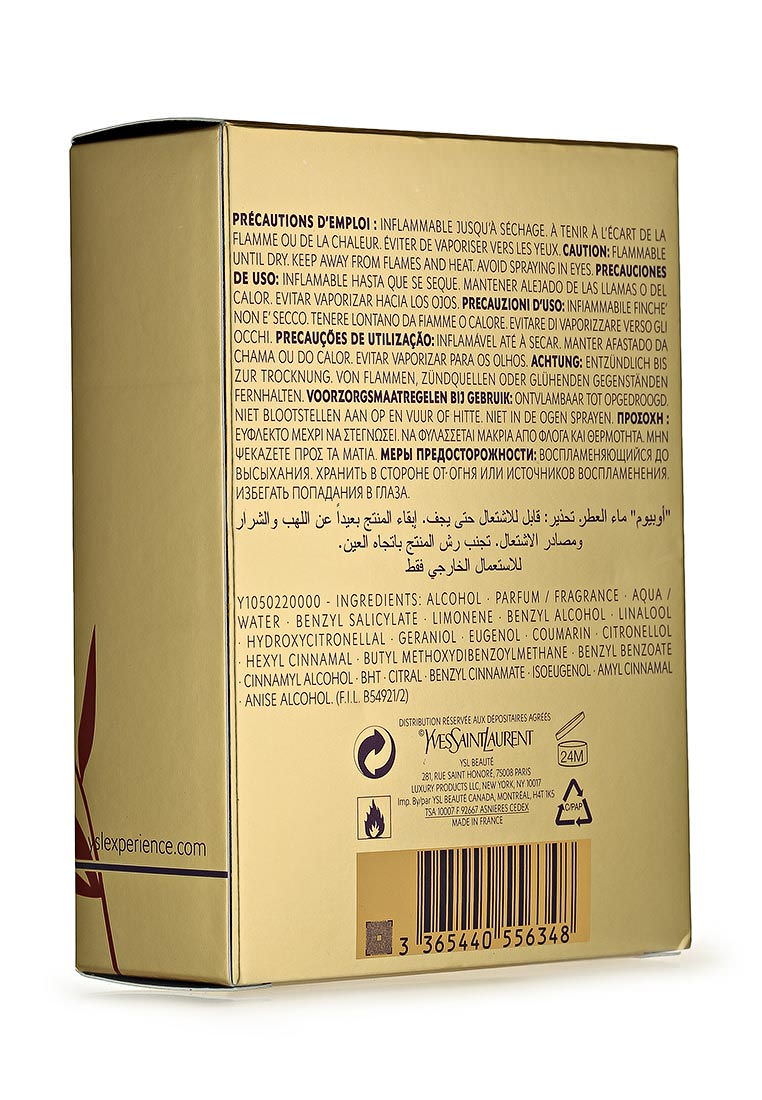 PRÉCAUTIONS D'EMPLOI : INFLAMMABLE JUSQU'À SÉCHAGE. À TENIR À L'ÉCART DE LA
FLAMME OU DE LA CHALEUR. ÉVITER DE VAPORISER VERS LES YEUX. CAUTION: FLAMMABLE
UNTIL DRY. KEEP AWAY FROM FLAMES AND HEAT. AVOID SPRAYING IN EYES. PRECAUCIONES
DE USO: INFLAMABLE HASTA QUE SE SEQUE. MANTENER ALEJADO DE LAS LLAMAS O DEL
CALOR. EVITAR VAPORIZAR HACIA LOS OJOS. PRECAUZIONI D'USO: INFIAMMABILE FINCHE'
NON E' SECCO. TENERE LONTANO DA FIAMME O CALORE. EVITARE DI VAPORIZZARE VERSO GLI
OCCHI. PRECAUÇÕES DE UTILIZAÇÃO: INFLAMÁVEL ATÉ À SECAR. MANTER AFASTADO DA
CHAMA OU DO CALOR. EVITAR VAPORIZAR PARA OS OLHOS. ACHTUNG: ENTZÜNDLICH BIS
ZUR TROCKNUNG. VON FLAMMEN, ZÜNDQUELLEN ODER GLÜHENDEN GEGENSTÄNDEN
FERNHALTEN. VOORZORGSMAATREGELEN BIJ GEBRUIK: ONTVLAMBAAR TOT OPGEDROOGD.
NIET BLOOTSTELLEN AAN OP EN VUUR OF HITTE. NIET IN DE OGEN SPRAYEN. ΠΡΟΣΟΧΗ :
ΕΥΦΛΕΚΤΟ ΜΕΧΡΙ ΝΑ ΣΤΕΓΝΩΣΕΙ. ΝΑ ΦΥΛΑΣΣΕΤΑΙ ΜΑΚΡΙΑ ΑΠΟ ΦΛΟΓΑ ΚΑΙ ΘΕΡΜΟΤΗΤΑ. ΜΗΝ
ΨΕΚΑΖΕΤΕ ΠΡΟΣ ΤΑ ΜΑΤΙΑ. МЕРЫ ПРЕДОСТОРОЖНОСТИ: ВОСПЛАМЕНЯЮЩИЙСЯ ДО
ВЫСЫХАНИЯ. ХРАНИТЬ В СТОРОНЕ ОТ ОГНЯ ИЛИ ИСТОЧНИКОВ ВОСПЛАМЕНЕНИЯ.
ИЗБЕГАТЬ ПОПАДАНИЯ В ГЛАЗА.
"أوبيوم" ماء العطر. تحذير: قابل للاشتعال حتى يجف. إبقاء المنتج بعيداً عن اللهب والشرار
ومصادر الاشتعال. تجنب رش المنتج باتجاه العين.
للاستعمال الخارجي فقط
Y1050220000 - INGREDIENTS: ALCOHOL · PARFUM / FRAGRANCE · AQUA /
WATER · BENZYL SALICYLATE · LIMONENE · BENZYL ALCOHOL · LINALOOL
· HYDROXYCITRONELLAL · GERANIOL · EUGENOL · COUMARIN · CITRONELLOL
· HEXYL CINNAMAL · BUTYL METHOXYDIBENZOYLMETHANE · BENZYL BENZOATE
· CINNAMYL ALCOHOL · BHT · CITRAL · BENZYL CINNAMATE · ISOEUGENOL · AMYL CINNAMAL
· ANISE ALCOHOL. (F.I.L. B54921/2)
DISTRIBUTION RÉSERVÉE AUX DÉPOSITAIRES AGRÉÉS
©YVESSAINTLAURENT
YSL BEAUTÉ
281, RUE SAINT HONORÉ, 75008 PARIS
LUXURY PRODUCTS LLC, NEW YORK, NY 10017
Imp. By/par YSL BEAUTÉ CANADA, MONTRÉAL, H4T 1K5
TSA 10007 F 92667 ASNIERES CEDEX
MADE IN FRANCE
24M
C/PAP
slexperience.com
3 365440 556348